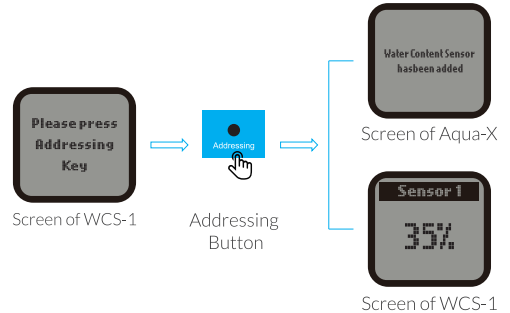 Please press
Addressing
Key
Screen of WCS-1
Addressing
Addressing
Button
Water Content Sensor
hasbeen added
Screen of Aqua-X
Sensor 1
35%
Screen of WCS-1